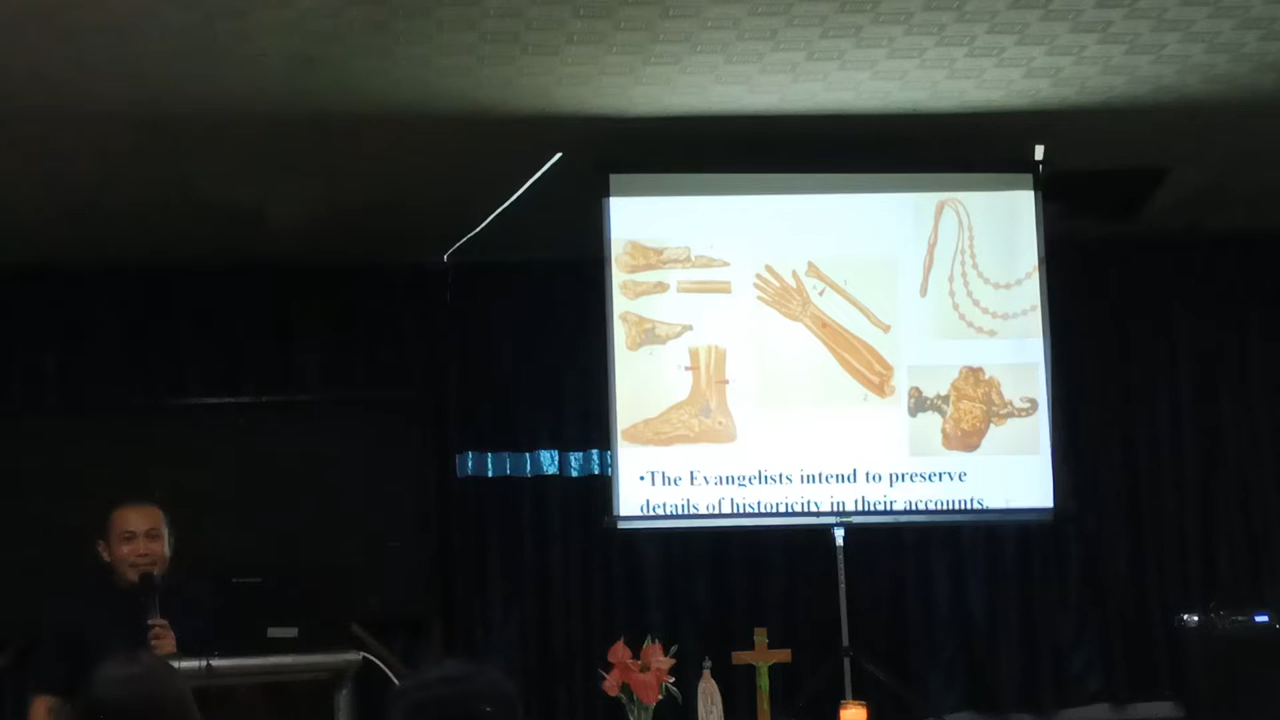 •The Evangelists intend to preserve
details of historicity in their accounts.